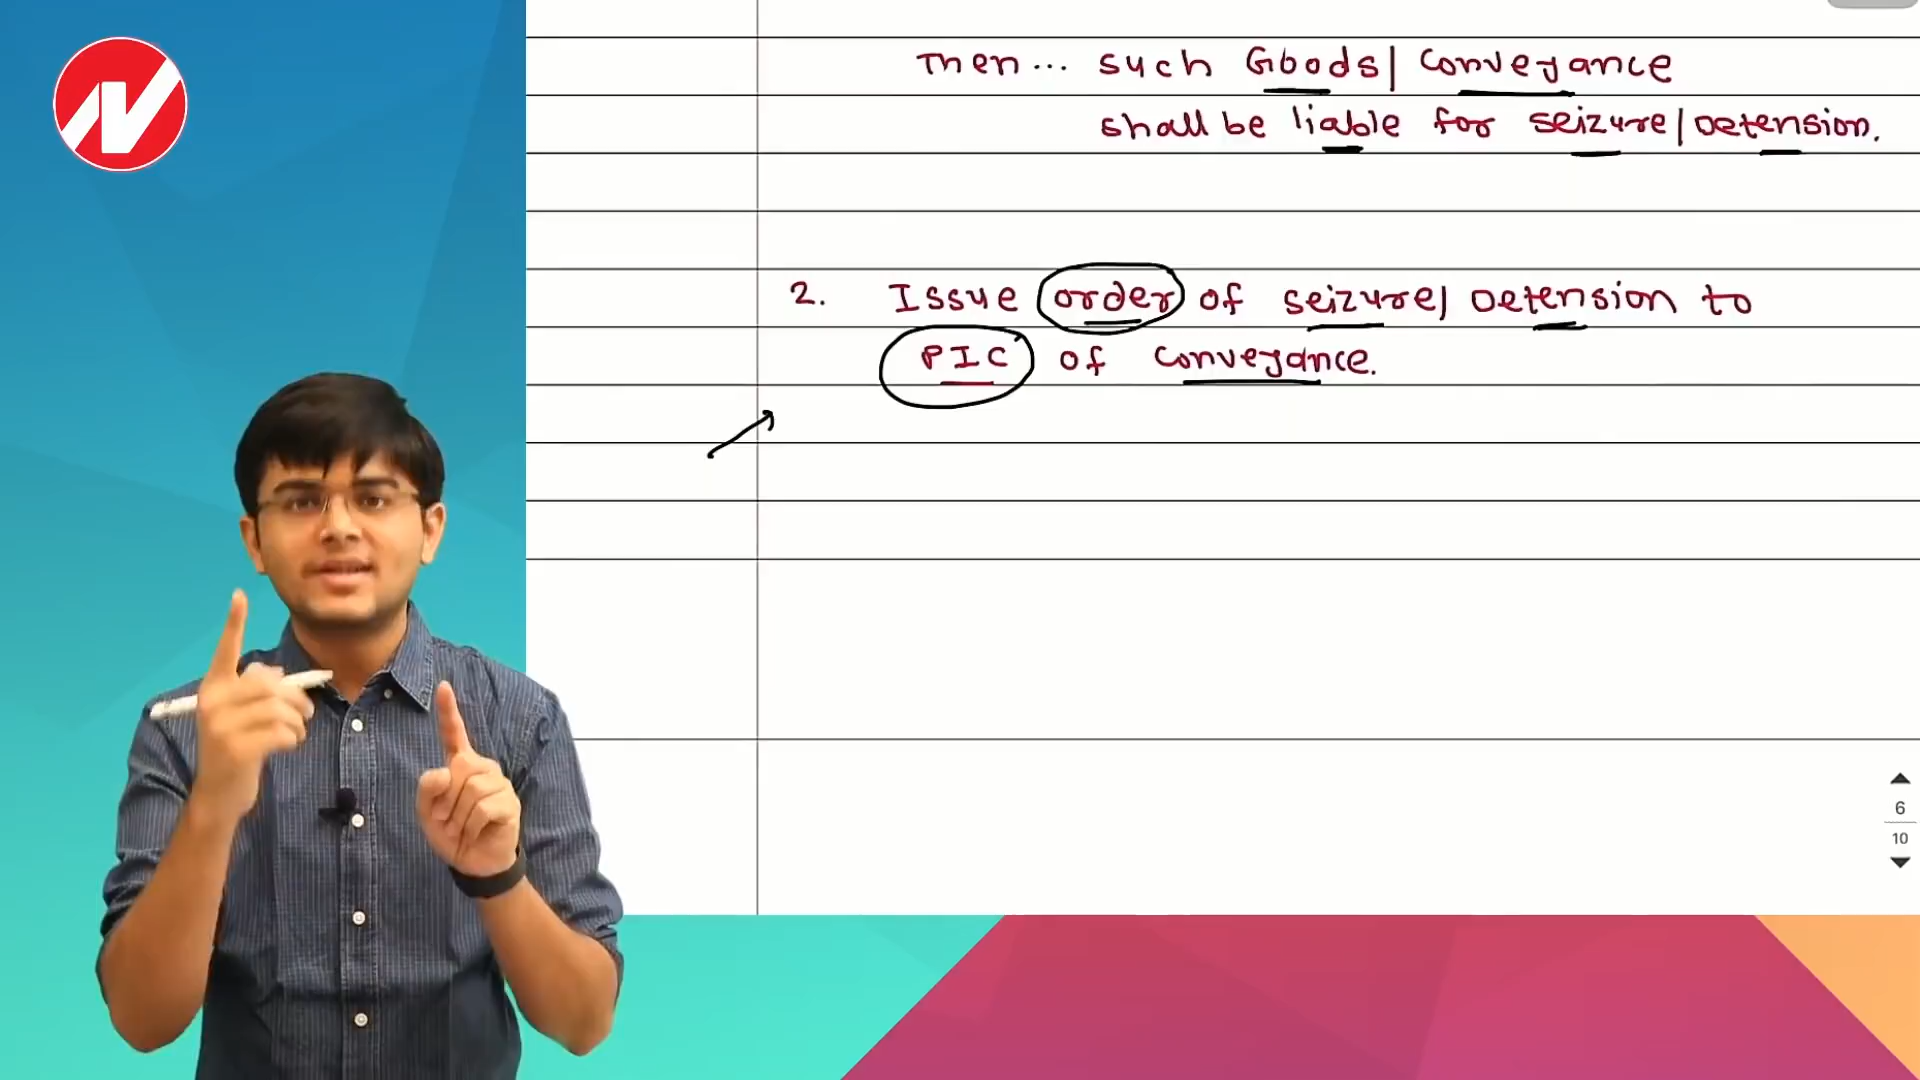 Then... such Goods/Conveyance
shall be liable for seizure/Detension.
2. Issue order of seizure/Detension to
PIC of conveyance.
6
10